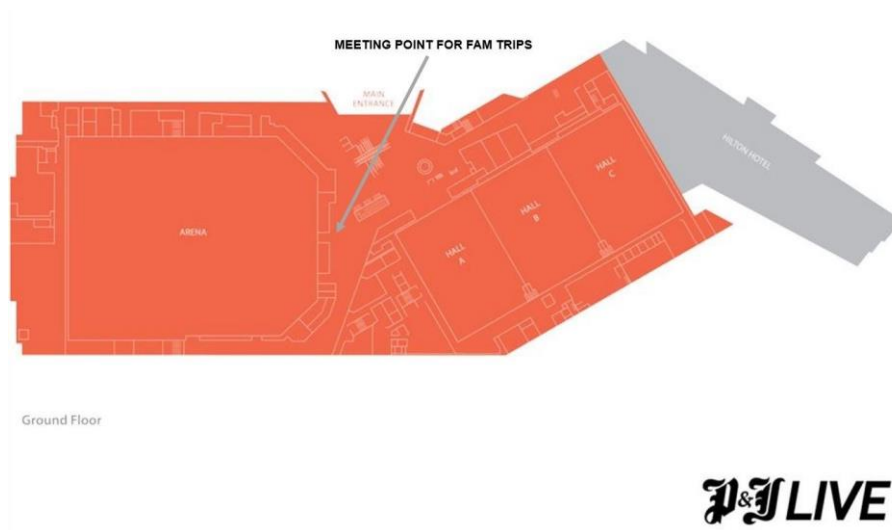 MEETING POINT FOR FAM TRIPS
MAIN
ENTRANCE
ARENA
HALL
A
HALL
B
HALL
C
HILTON HOTEL
Ground Floor
P&J LIVE